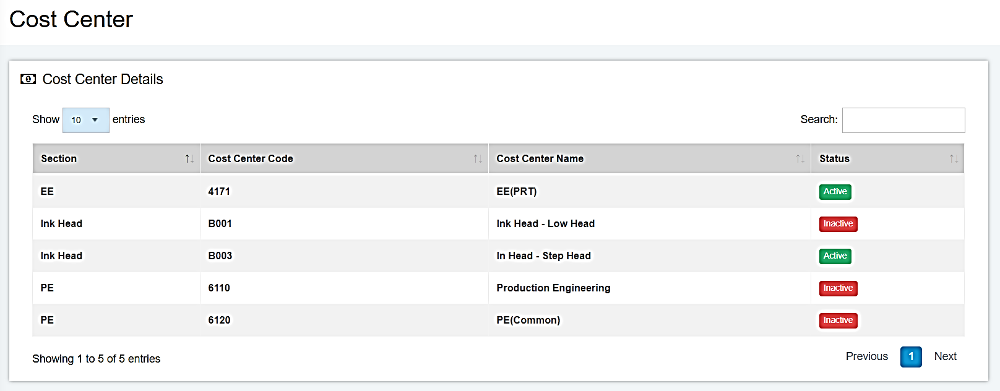 Cost Center
Cost Center Details
Show 10 entries Search:
Section Cost Center Code Cost Center Name Status
EE 4171 EE(PRT) Active
Ink Head B001 Ink Head - Low Head Inactive
Ink Head B003 In Head - Step Head Active
PE 6110 Production Engineering Inactive
PE 6120 PE(Common) Inactive
Showing 1 to 5 of 5 entries Previous 1 Next